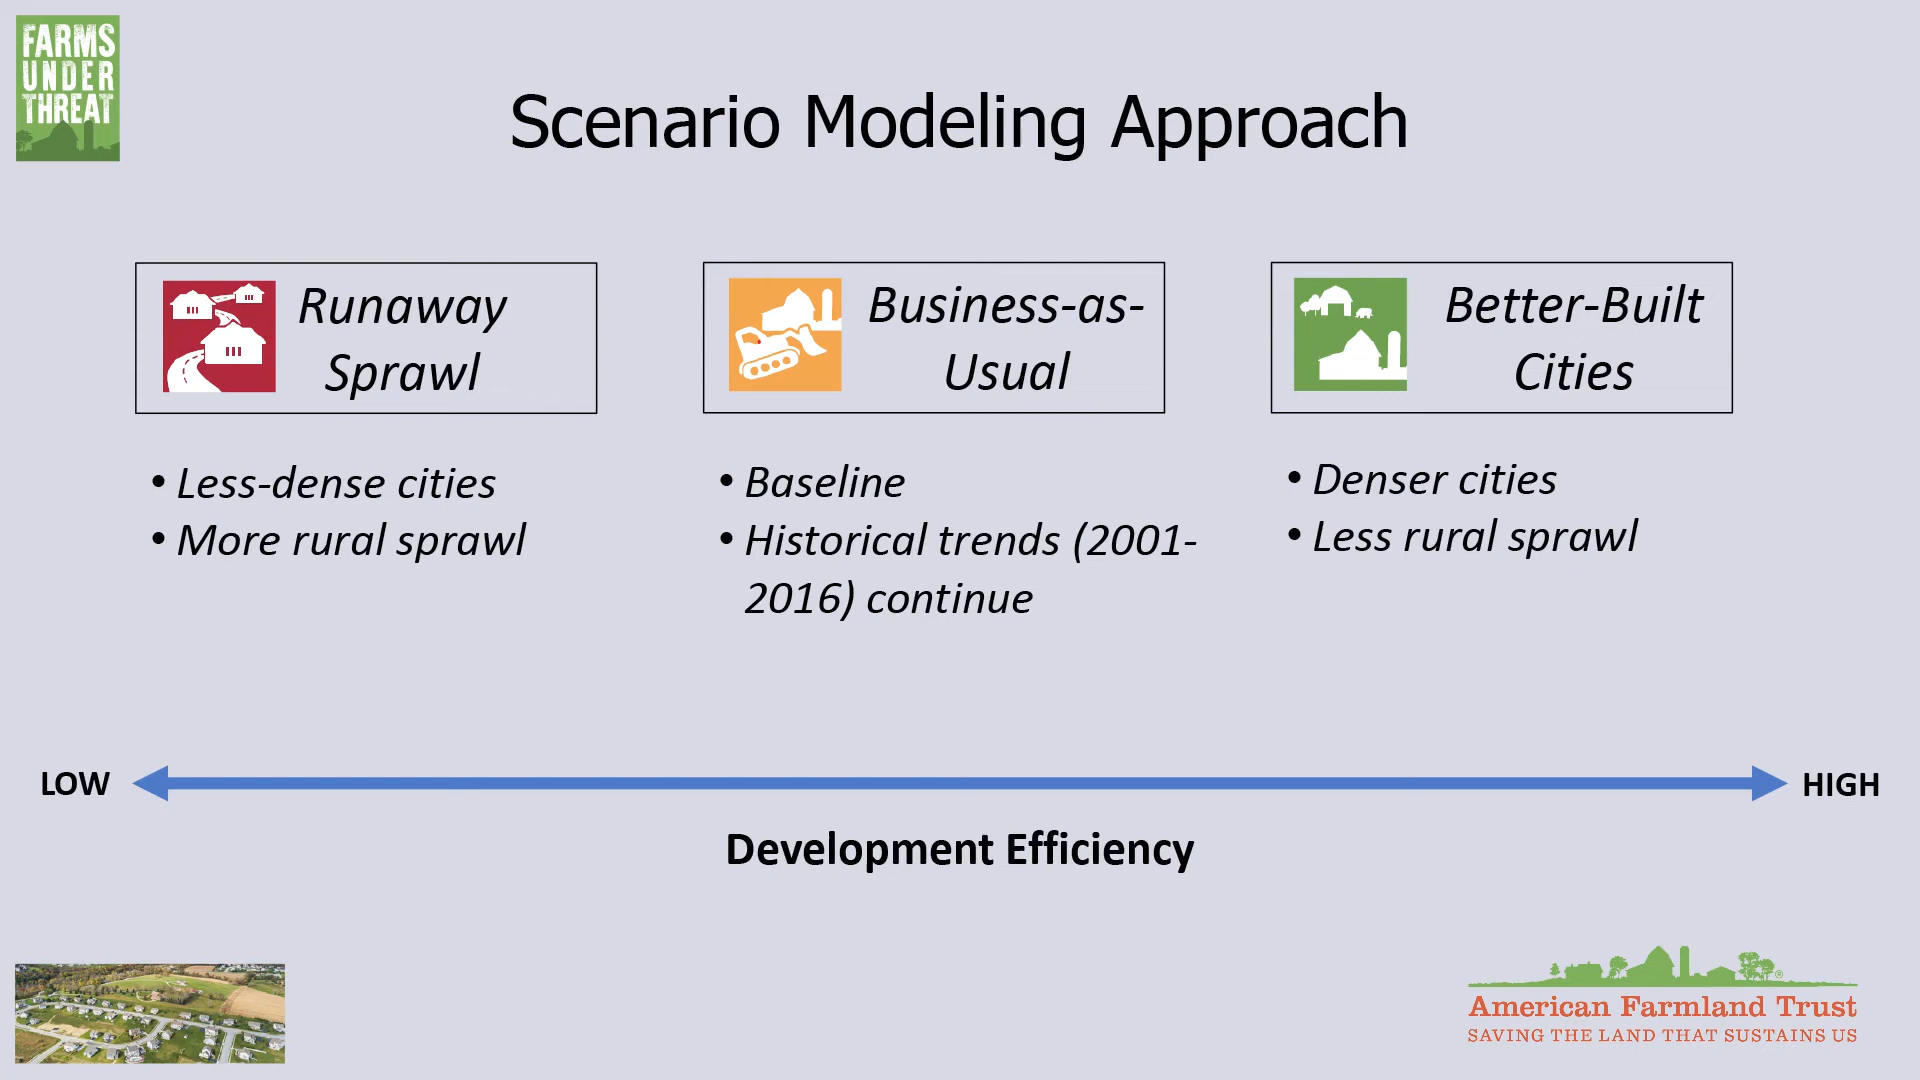 FARMS
UNDER
THREAT
Scenario Modeling Approach
Runaway
Sprawl
• Less-dense cities
• More rural sprawl
Business-as-
Usual
• Baseline
• Historical trends (2001-
2016) continue
Better-Built
Cities
• Denser cities
• Less rural sprawl
LOW
HIGH
Development Efficiency
®
American Farmland Trust
SAVING THE LAND THAT SUSTAINS US